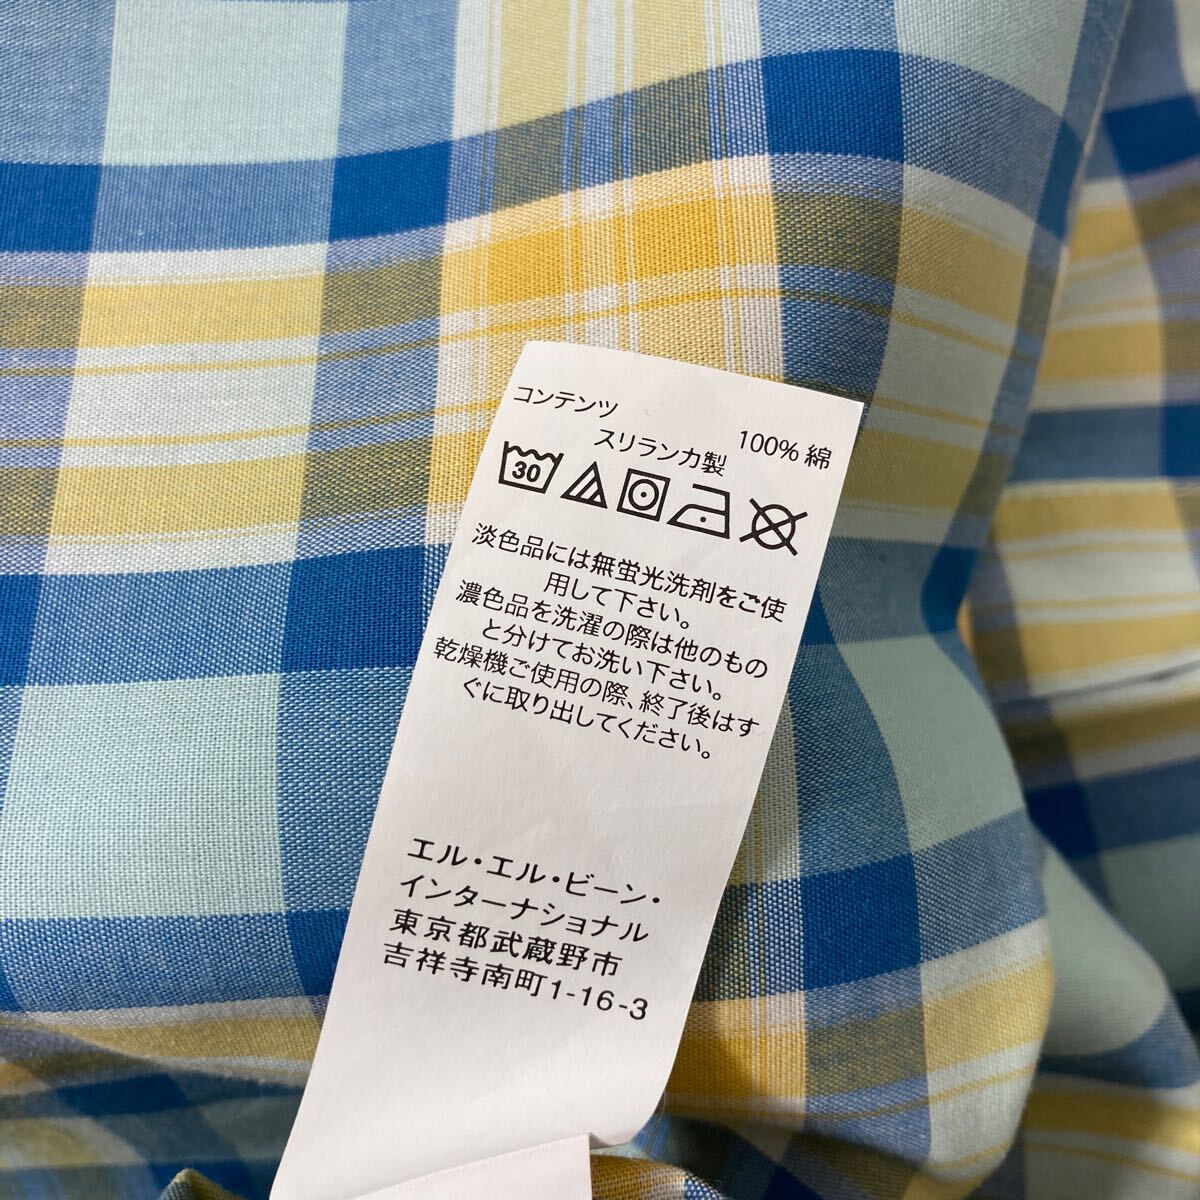 コンテンツ
100% 綿
スリランカ製
30
淡色品には無蛍光洗剤をご使
用して下さい。
濃色品を洗濯の際は他のもの
と分けてお洗い下さい。
乾燥機ご使用の際、終了後はす
ぐに取り出してください。
エル・エル・ビーン・
インターナショナル
東京都武蔵野市
吉祥寺南町1-16-3